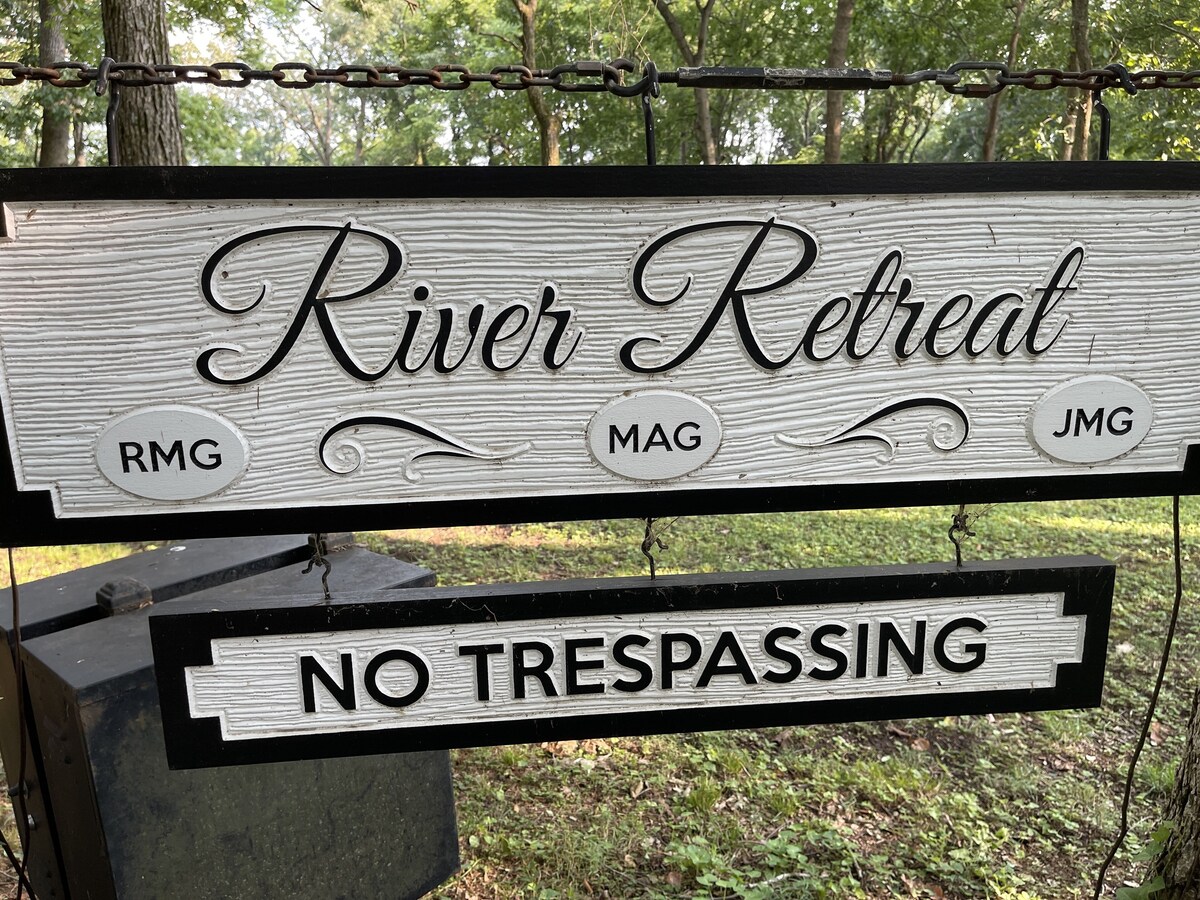 River Retreat
RMG MAG JMG
NO TRESPASSING